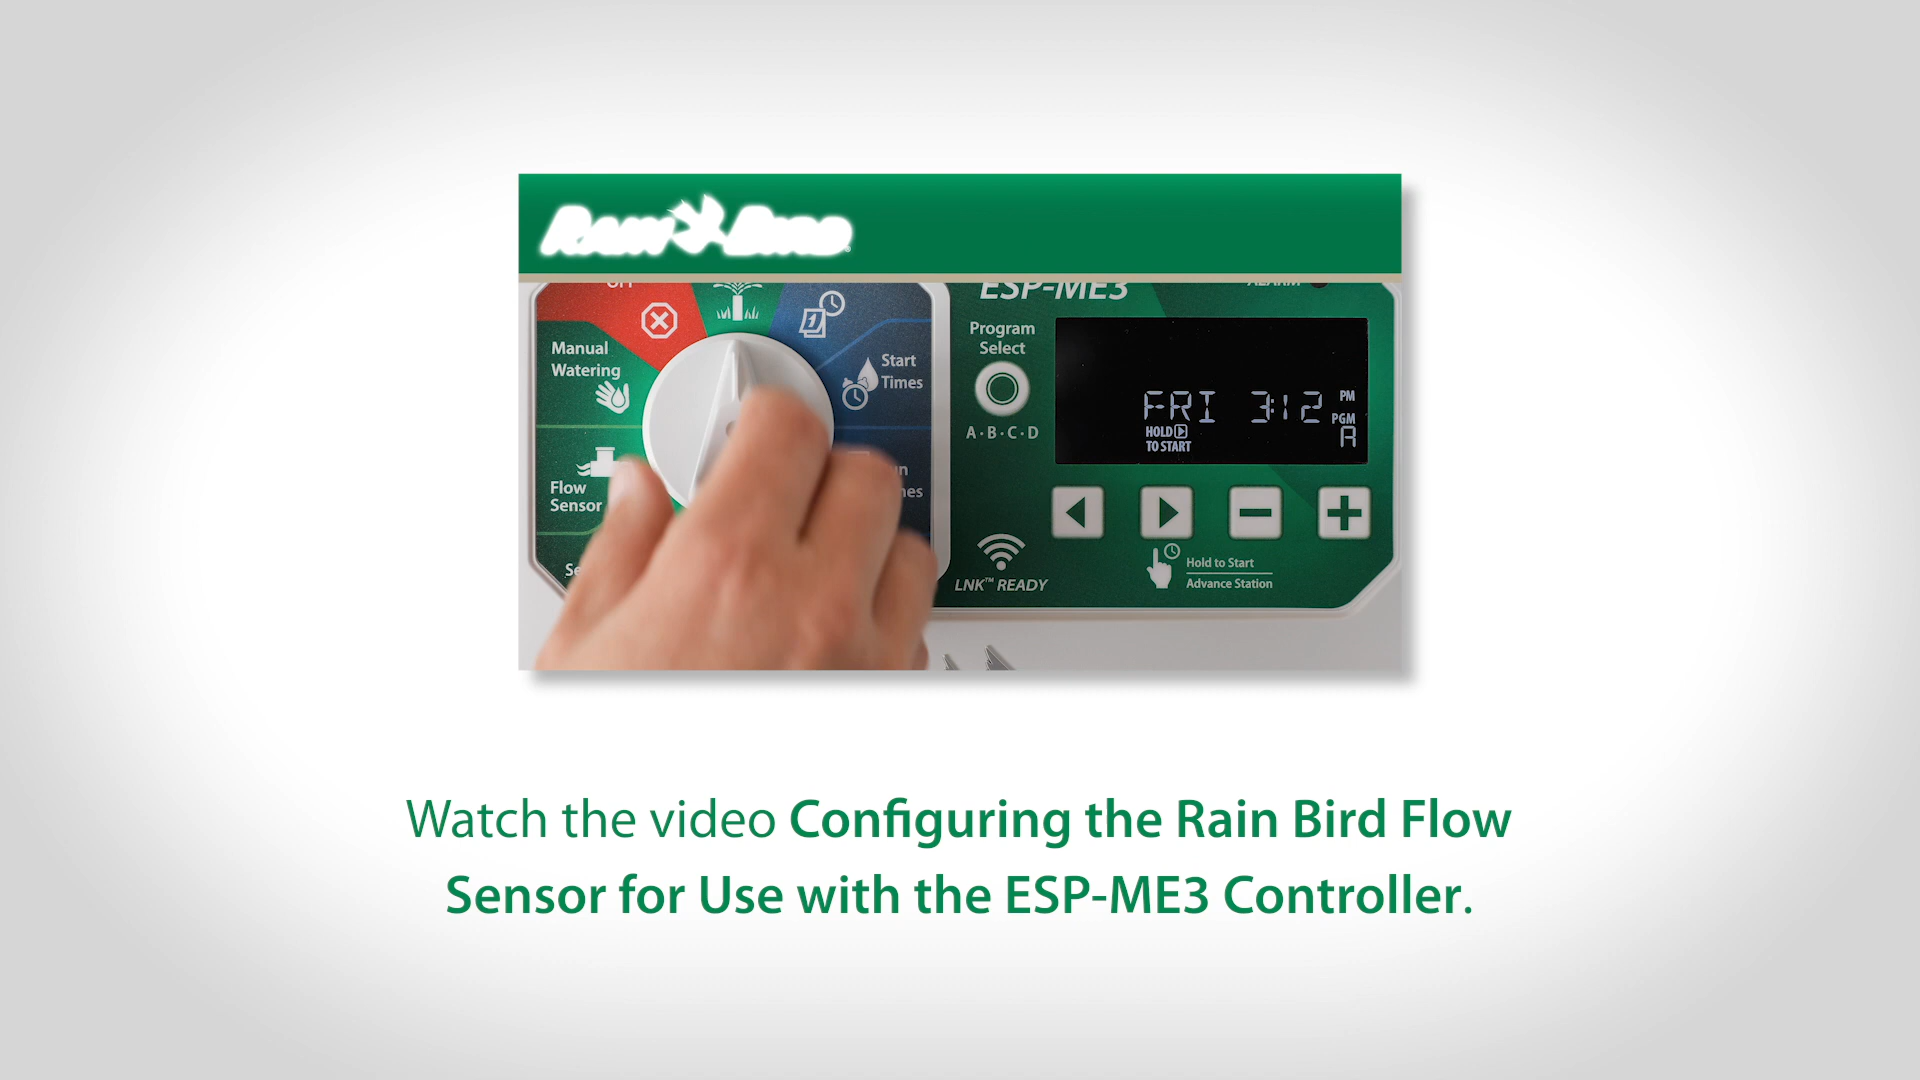 RAIN BIRD
OFF
ESP-ME3
ALARM
Program
Select
Manual
Watering
Start
Times
FRI 3:12 PM
PGM
HOLD
A
TO START
A·B·C·D
Flow
Sensor
LNK™ READY
Hold to Start
Advance Station
Watch the video Configuring the Rain Bird Flow
Sensor for Use with the ESP-ME3 Controller.